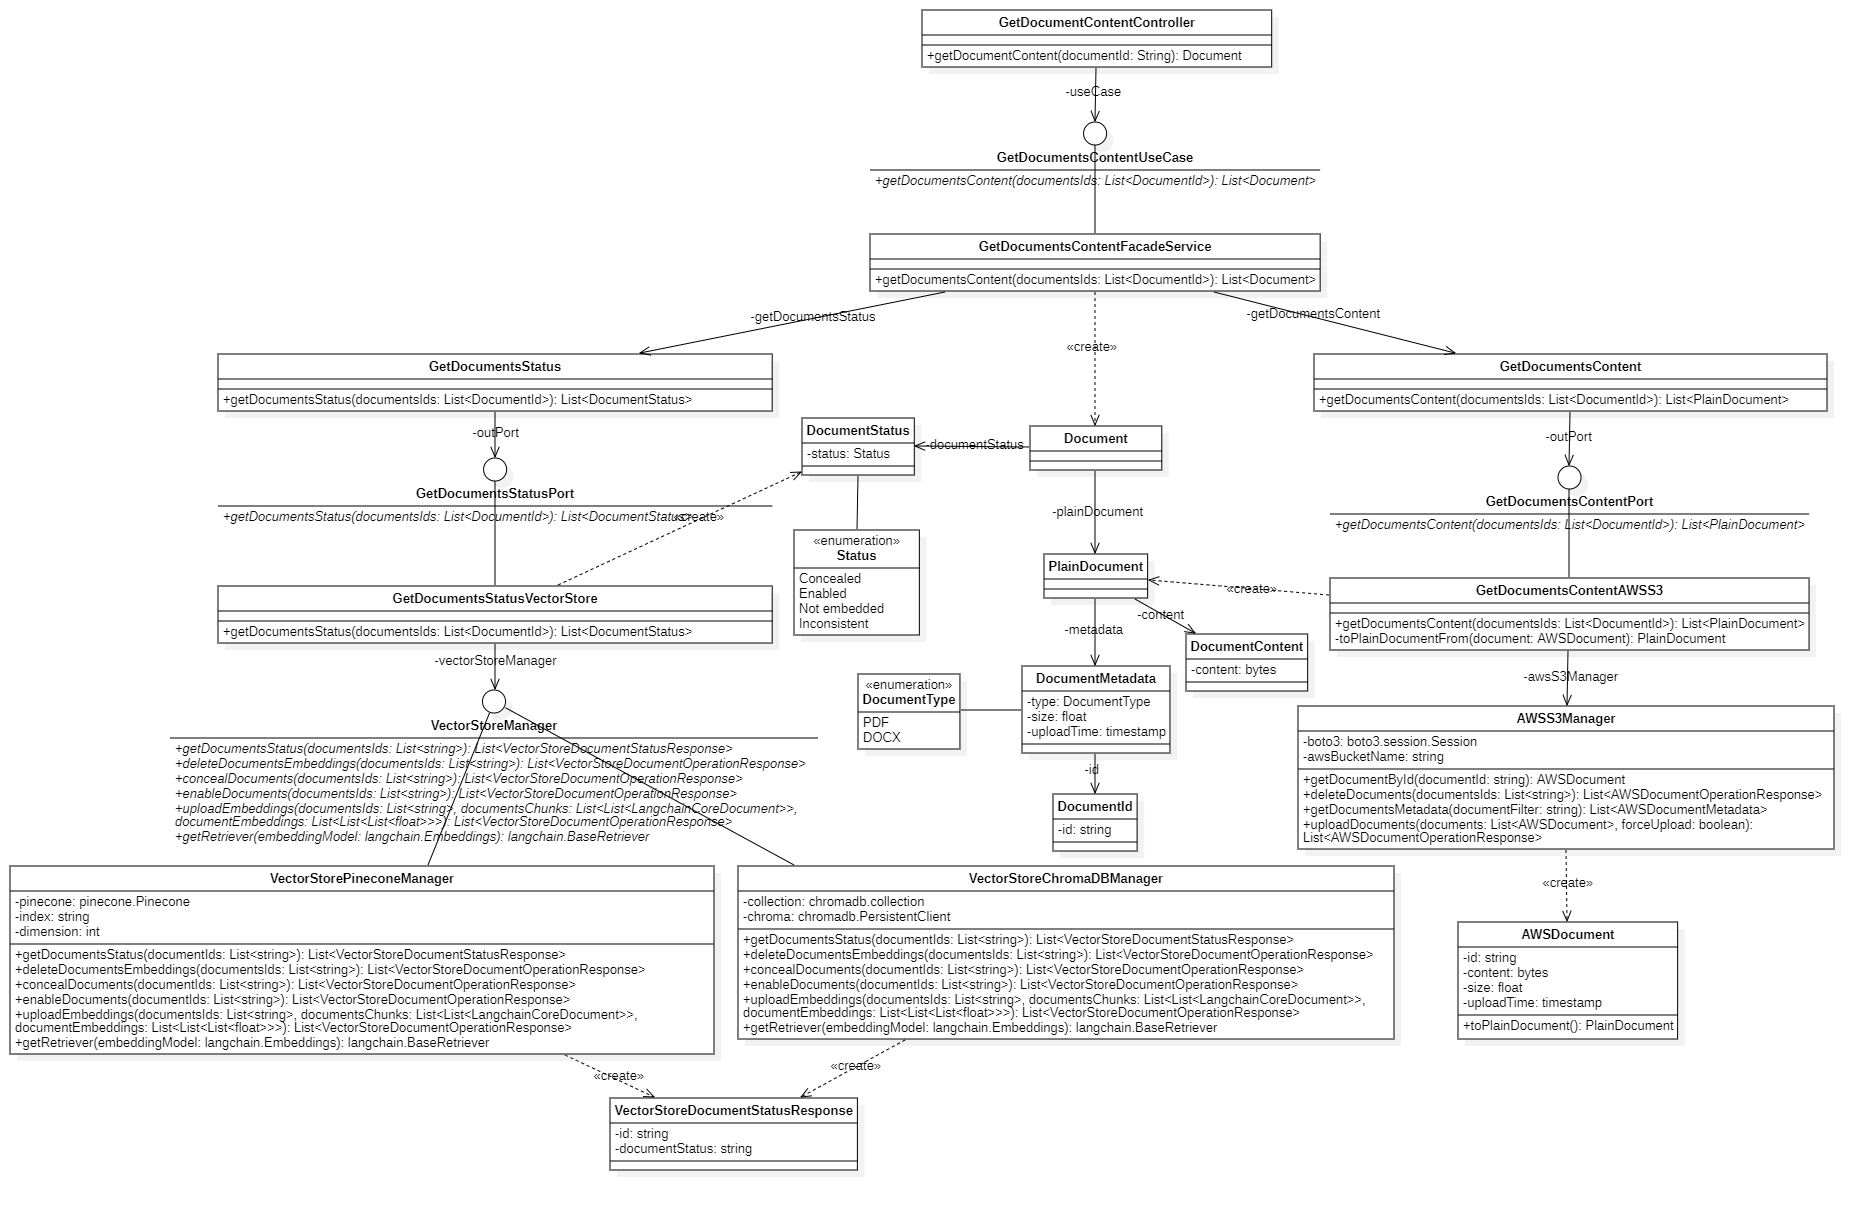 GetDocumentContentController
+getDocumentContent(documentId: String): Document
-useCase
GetDocumentsContentUseCase
+getDocumentsContent(documentsIds: List<DocumentId>): List<Document>
GetDocumentsContentFacadeService
+getDocumentsContent(documentsIds: List<DocumentId>): List<Document>
-getDocumentsStatus
«create»
-getDocumentsContent
GetDocumentsStatus
+getDocumentsStatus(documentsIds: List<DocumentId>): List<DocumentStatus>
-outPort
GetDocumentsStatusPort
+getDocumentsStatus(documentsIds: List<DocumentId>): List<DocumentStatus>
«create»
GetDocumentsStatusVectorStore
+getDocumentsStatus(documentsIds: List<DocumentId>): List<DocumentStatus>
-vectorStoreManager
VectorStoreManager
+getDocumentsStatus(documentsIds: List<string>): List<VectorStoreDocumentStatusResponse>
+deleteDocumentsEmbeddings(documentsIds: List<string>): List<VectorStoreDocumentOperationResponse>
+concealDocuments(documentsIds: List<string>): List<VectorStoreDocumentOperationResponse>
+enableDocuments(documentsIds: List<string>): List<VectorStoreDocumentOperationResponse>
+uploadEmbeddings(documentsIds: List<string>, documentsChunks: List<List<LangchainCoreDocument>>,
documentEmbeddings: List<List<List<float>>>): List<VectorStoreDocumentOperationResponse>
+getRetriever(embeddingModel: langchain.Embeddings): langchain.BaseRetriever
DocumentStatus
-status: Status
-documentStatus
Document
«enumeration»
Status
Concealed
Enabled
Not embedded
Inconsistent
-plainDocument
PlainDocument
-content
-metadata
DocumentContent
-content: bytes
«enumeration»
DocumentType
PDF
DOCX
DocumentMetadata
-type: DocumentType
-size: float
-uploadTime: timestamp
-id
DocumentId
-id: string
GetDocumentsContent
+getDocumentsContent(documentsIds: List<DocumentId>): List<PlainDocument>
-outPort
GetDocumentsContentPort
+getDocumentsContent(documentsIds: List<DocumentId>): List<PlainDocument>
«create»
GetDocumentsContentAWSS3
+getDocumentsContent(documentsIds: List<DocumentId>): List<PlainDocument>
-toPlainDocumentFrom(document: AWSDocument): PlainDocument
-awsS3Manager
AWSS3Manager
-boto3: boto3.session.Session
-awsBucketName: string
+getDocumentById(documentId: string): AWSDocument
+deleteDocuments(documentsIds: List<string>): List<AWSDocumentOperationResponse>
+getDocumentsMetadata(documentFilter: string): List<AWSDocumentMetadata>
+uploadDocuments(documents: List<AWSDocument>, forceUpload: boolean):
List<AWSDocumentOperationResponse>
«create»
AWSDocument
-id: string
-content: bytes
-size: float
-uploadTime: timestamp
+toPlainDocument(): PlainDocument
VectorStorePineconeManager
-pinecone: pinecone.Pinecone
-index: string
-dimension: int
+getDocumentsStatus(documentIds: List<string>): List<VectorStoreDocumentStatusResponse>
+deleteDocumentsEmbeddings(documentsIds: List<string>): List<VectorStoreDocumentOperationResponse>
+concealDocuments(documentIds: List<string>): List<VectorStoreDocumentOperationResponse>
+enableDocuments(documentIds: List<string>): List<VectorStoreDocumentOperationResponse>
+uploadEmbeddings(documentsIds: List<string>, documentsChunks: List<List<LangchainCoreDocument>>,
documentEmbeddings: List<List<List<float>>>): List<VectorStoreDocumentOperationResponse>
+getRetriever(embeddingModel: langchain.Embeddings): langchain.BaseRetriever
VectorStoreChromaDBManager
-collection: chromadb.collection
-chroma: chromadb.PersistentClient
+getDocumentsStatus(documentIds: List<string>): List<VectorStoreDocumentStatusResponse>
+deleteDocumentsEmbeddings(documentsIds: List<string>): List<VectorStoreDocumentOperationResponse>
+concealDocuments(documentIds: List<string>): List<VectorStoreDocumentOperationResponse>
+enableDocuments(documentIds: List<string>): List<VectorStoreDocumentOperationResponse>
+uploadEmbeddings(documentsIds: List<string>, documentsChunks: List<List<LangchainCoreDocument>>,
documentEmbeddings: List<List<List<float>>>): List<VectorStoreDocumentOperationResponse>
+getRetriever(embeddingModel: langchain.Embeddings): langchain.BaseRetriever
«create»
«create»
VectorStoreDocumentStatusResponse
-id: string
-documentStatus: string